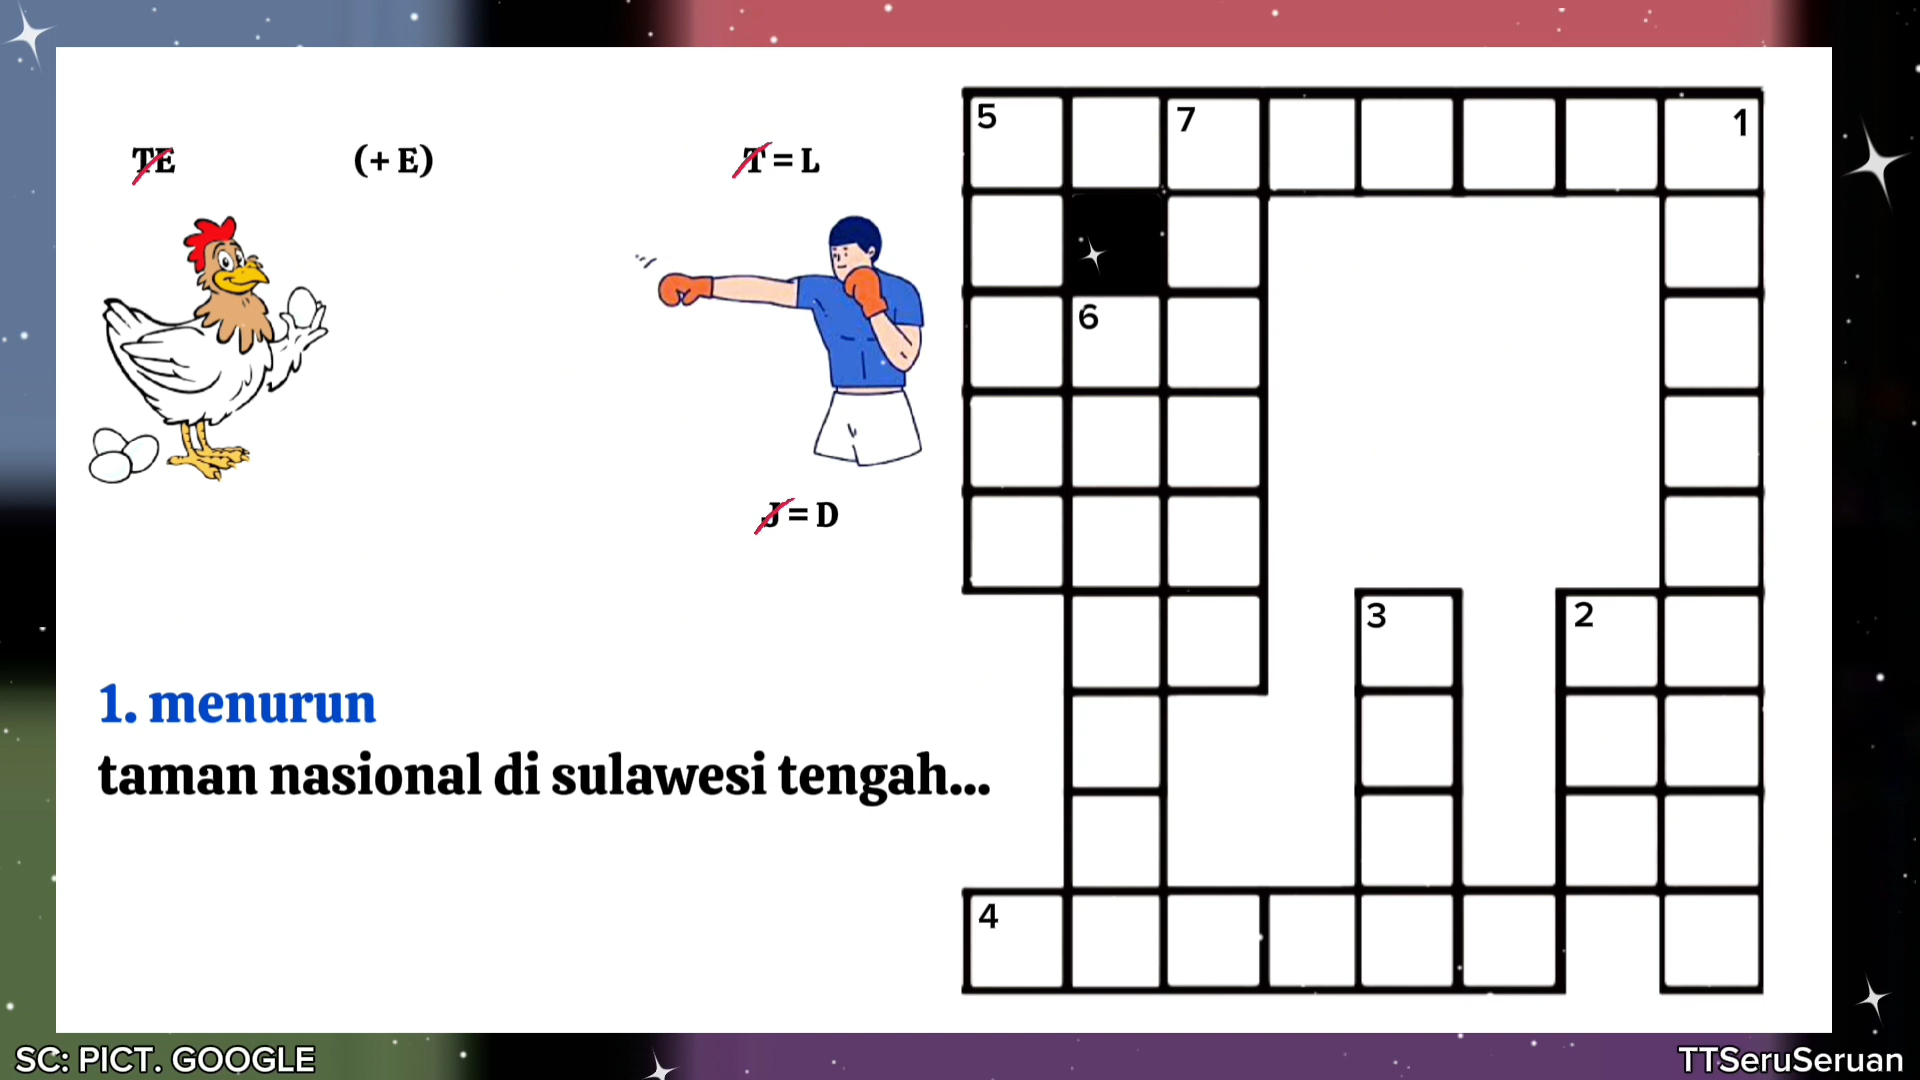 TE (+ E) T = L
J = D
1. menurun
taman nasional di sulawesi tengah...
5 7 1
6
3 2
4
SC: PICT. GOOGLE
TTSeruSeruan